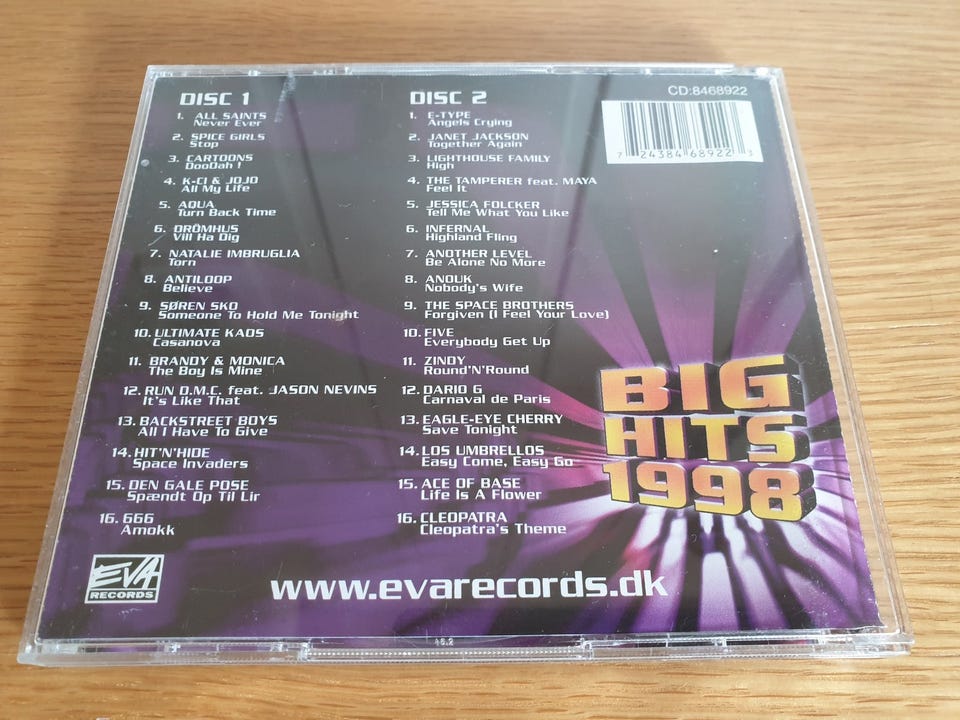 DISC 1
1. ALL SAINTS
Never Ever
2. SPICE GIRLS
Stop
3. CARTOONS
DooDah !
4. K-CI & JOJO
All My Life
5. AQUA
Turn Back Time
6. DRÖMHUS
Vill Ha Dig
7. NATALIE IMBRUGLIA
Torn
8. ANTILOOP
Believe
9. SØREN SKO
Someone To Hold Me Tonight
10. ULTIMATE KAOS
Casanova
11. BRANDY & MONICA
The Boy Is Mine
12. RUN D.M.C. feat. JASON NEVINS
It's Like That
13. BACKSTREET BOYS
All I Have To Give
14. HIT'N'HIDE
Space Invaders
15. DEN GALE POSE
Spændt Op Til Lir
16. 666
Amokk
DISC 2
1. E-TYPE
Angels Crying
2. JANET JACKSON
Together Again
3. LIGHTHOUSE FAMILY
High
4. THE TAMPERER feat. MAYA
Feel It
5. JESSICA FOLCKER
Tell Me What You Like
6. INFERNAL
Highland Fling
7. ANOTHER LEVEL
Be Alone No More
8. ANOUK
Nobody's Wife
9. THE SPACE BROTHERS
Forgiven (I Feel Your Love)
10. FIVE
Everybody Get Up
11. ZINDY
Round'N'Round
12. DARIO G
Carnaval de Paris
13. EAGLE-EYE CHERRY
Save Tonight
14. LOS UMBRELLOS
Easy Come, Easy Go
15. ACE OF BASE
Life Is A Flower
16. CLEOPATRA
Cleopatra's Theme
CD:8468922
7 24384 68922 3
BIG
HITS
1998
EVA
RECORDS
www.evarecords.dk